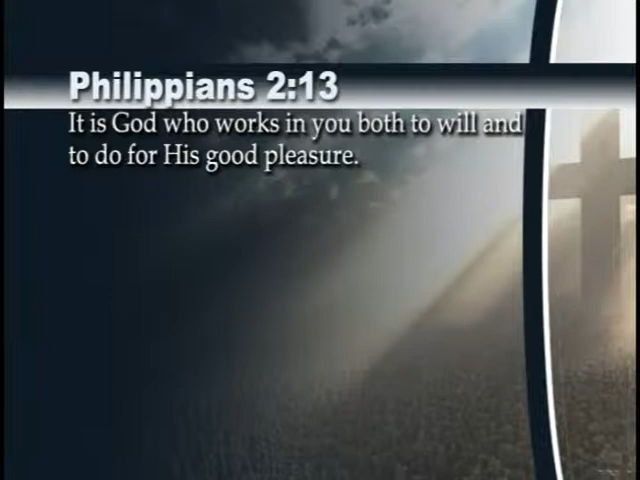 Philippians 2:13
It is God who works in you both to will and
to do for His good pleasure.